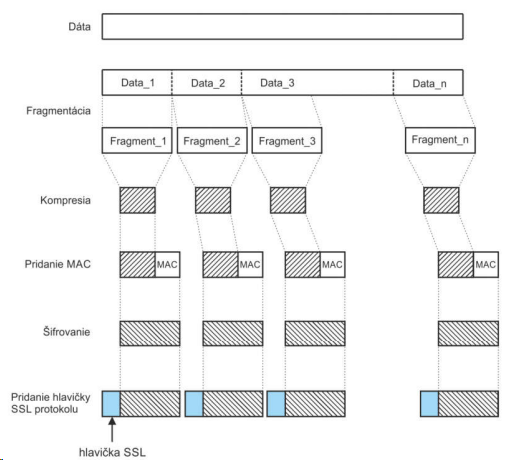 Dáta
Data_1 Data_2 Data_3 Data_n
Fragmentácia
Fragment_1 Fragment_2 Fragment_3 Fragment_n
Kompresia
Pridanie MAC MAC MAC MAC MAC
Šifrovanie
Pridanie hlavičky
SSL protokolu
hlavička SSL